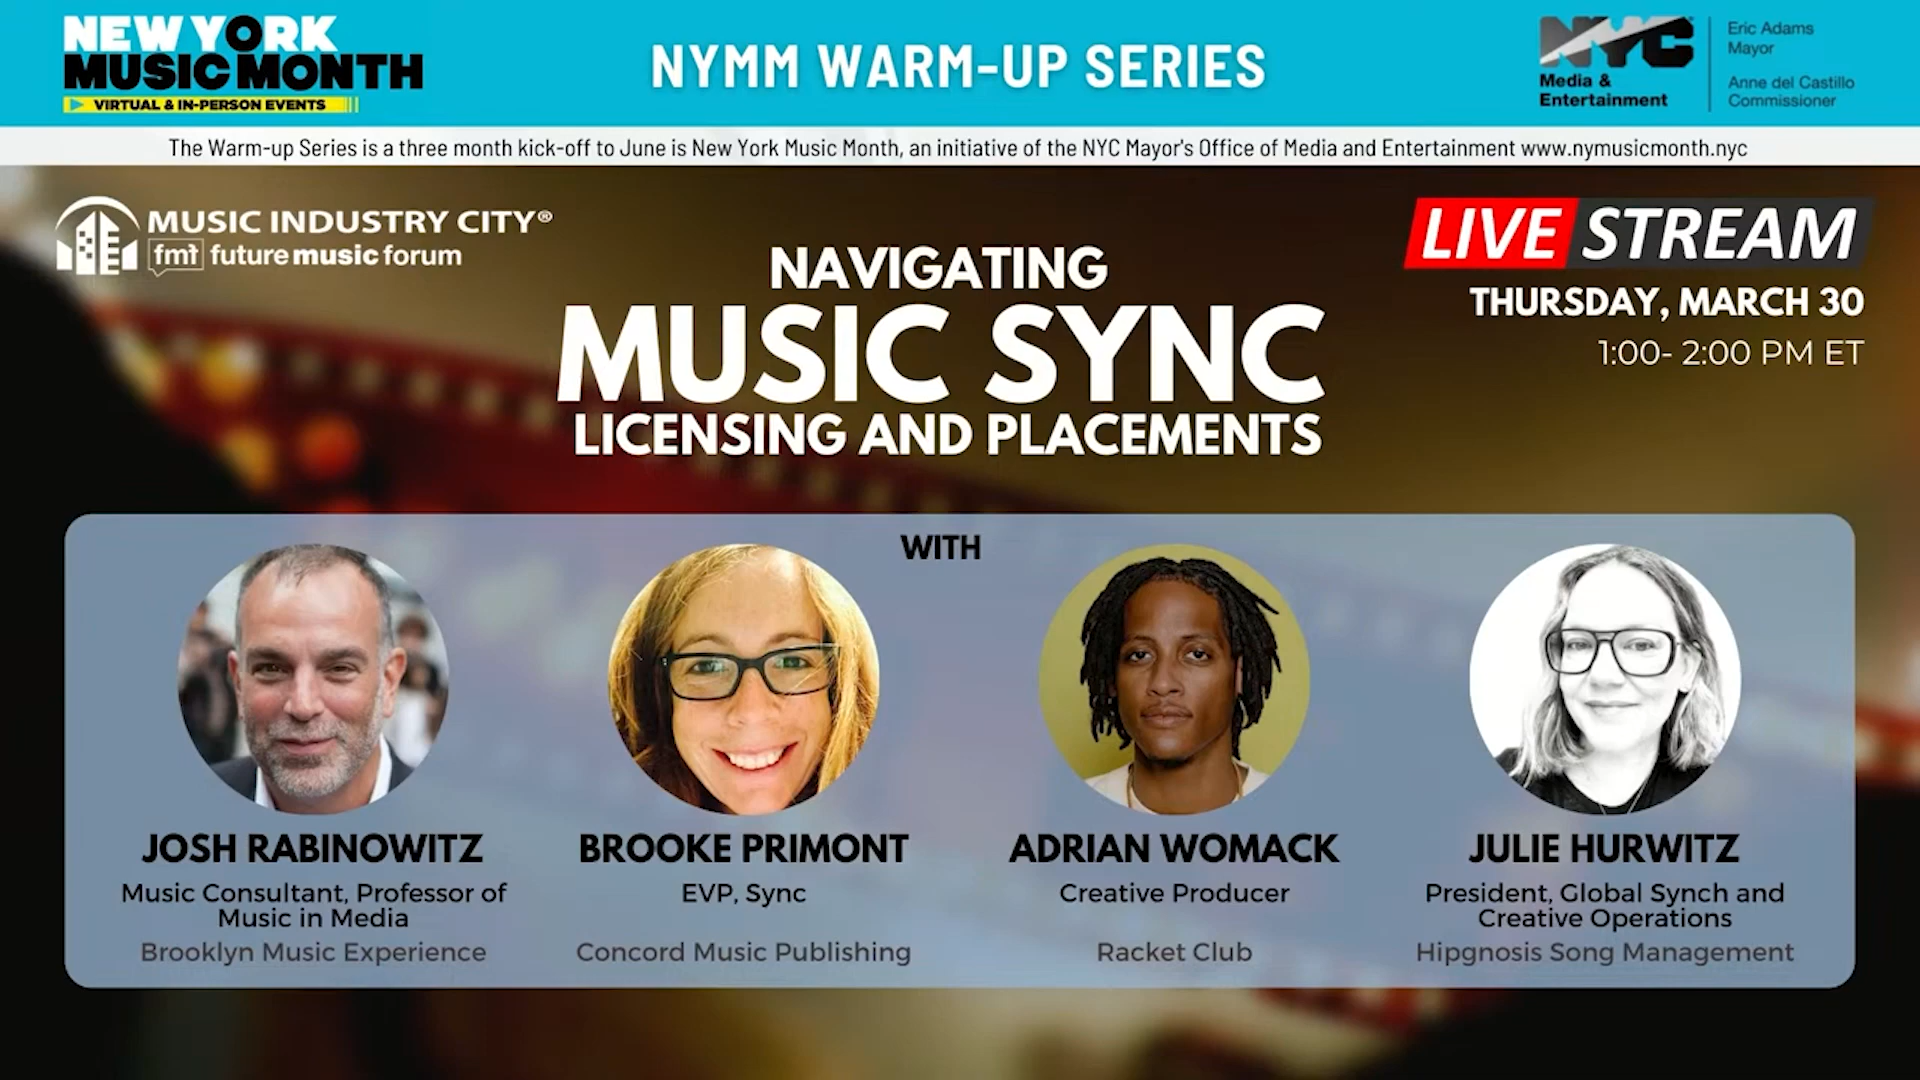 NEW YORK
MUSIC MONTH
VIRTUAL & IN-PERSON EVENTS
NYMM WARM-UP SERIES
NYC
Media &
Entertainment
Eric Adams
Mayor
Anne del Castillo
Commissioner
The Warm-up Series is a three month kick-off to June is New York Music Month, an initiative of the NYC Mayor's Office of Media and Entertainment www.nymusicmonth.nyc
MUSIC INDUSTRY CITY®
fmf future music forum
LIVE STREAM
THURSDAY, MARCH 30
1:00- 2:00 PM ET
NAVIGATING
MUSIC SYNC
LICENSING AND PLACEMENTS
WITH
JOSH RABINOWITZ
Music Consultant, Professor of
Music in Media
Brooklyn Music Experience
BROOKE PRIMONT
EVP, Sync
Concord Music Publishing
ADRIAN WOMACK
Creative Producer
Racket Club
JULIE HURWITZ
President, Global Synch and
Creative Operations
Hipgnosis Song Management